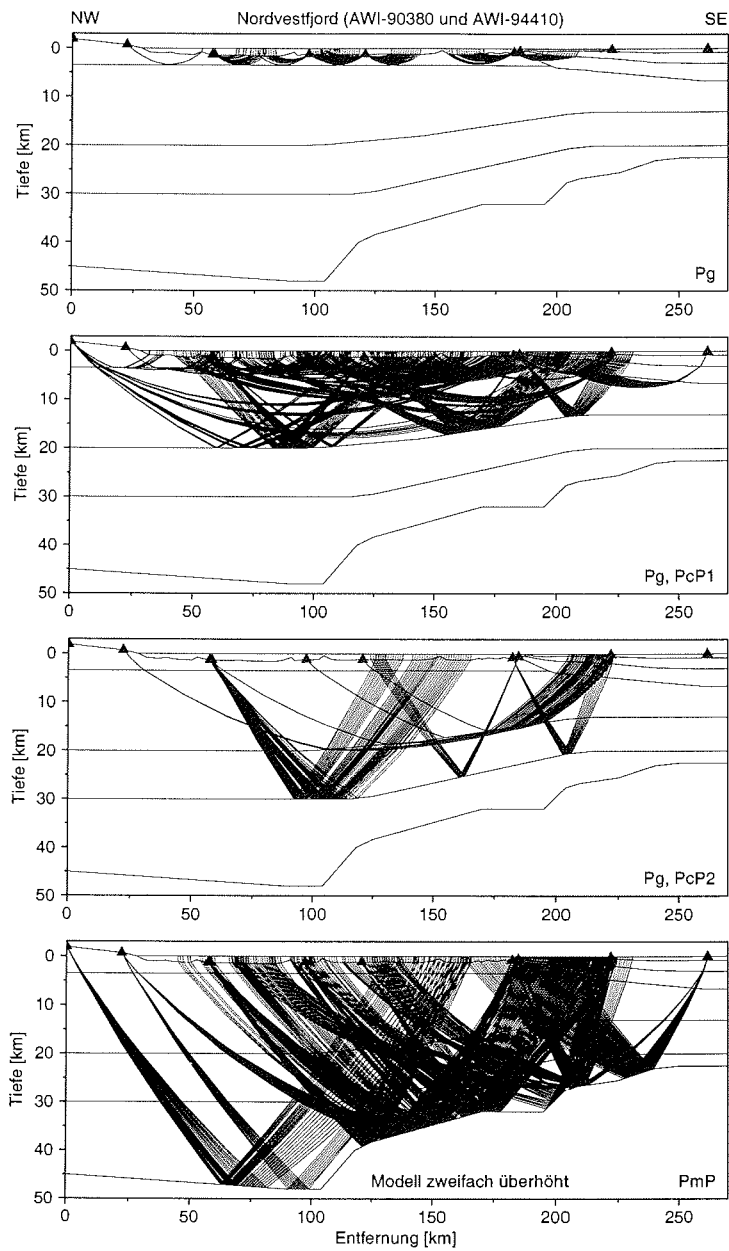 NW Nordvestfjord (AWI-90380 und AWI-94410) SE
0
10
20
30
40
50
Tiefe [km]
Pg
0 50 100 150 200 250
0
10
20
30
40
50
Tiefe [km]
Pg, PcP1
0 50 100 150 200 250
0
10
20
30
40
50
Tiefe [km]
Pg, PcP2
0 50 100 150 200 250
0
10
20
30
40
50
Tiefe [km]
Modell zweifach überhöht PmP
0 50 100 150 200 250
Entfernung [km]